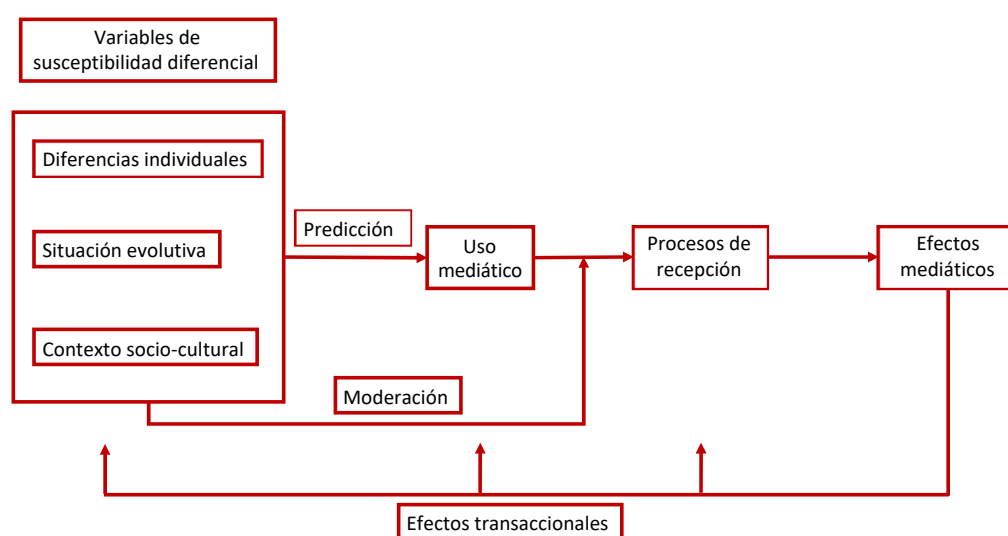 Variables de
susceptibilidad diferencial
Diferencias individuales
Situación evolutiva
Contexto socio-cultural
Predicción
Uso
mediático
Procesos de
recepción
Efectos
mediáticos
Moderación
Efectos transaccionales